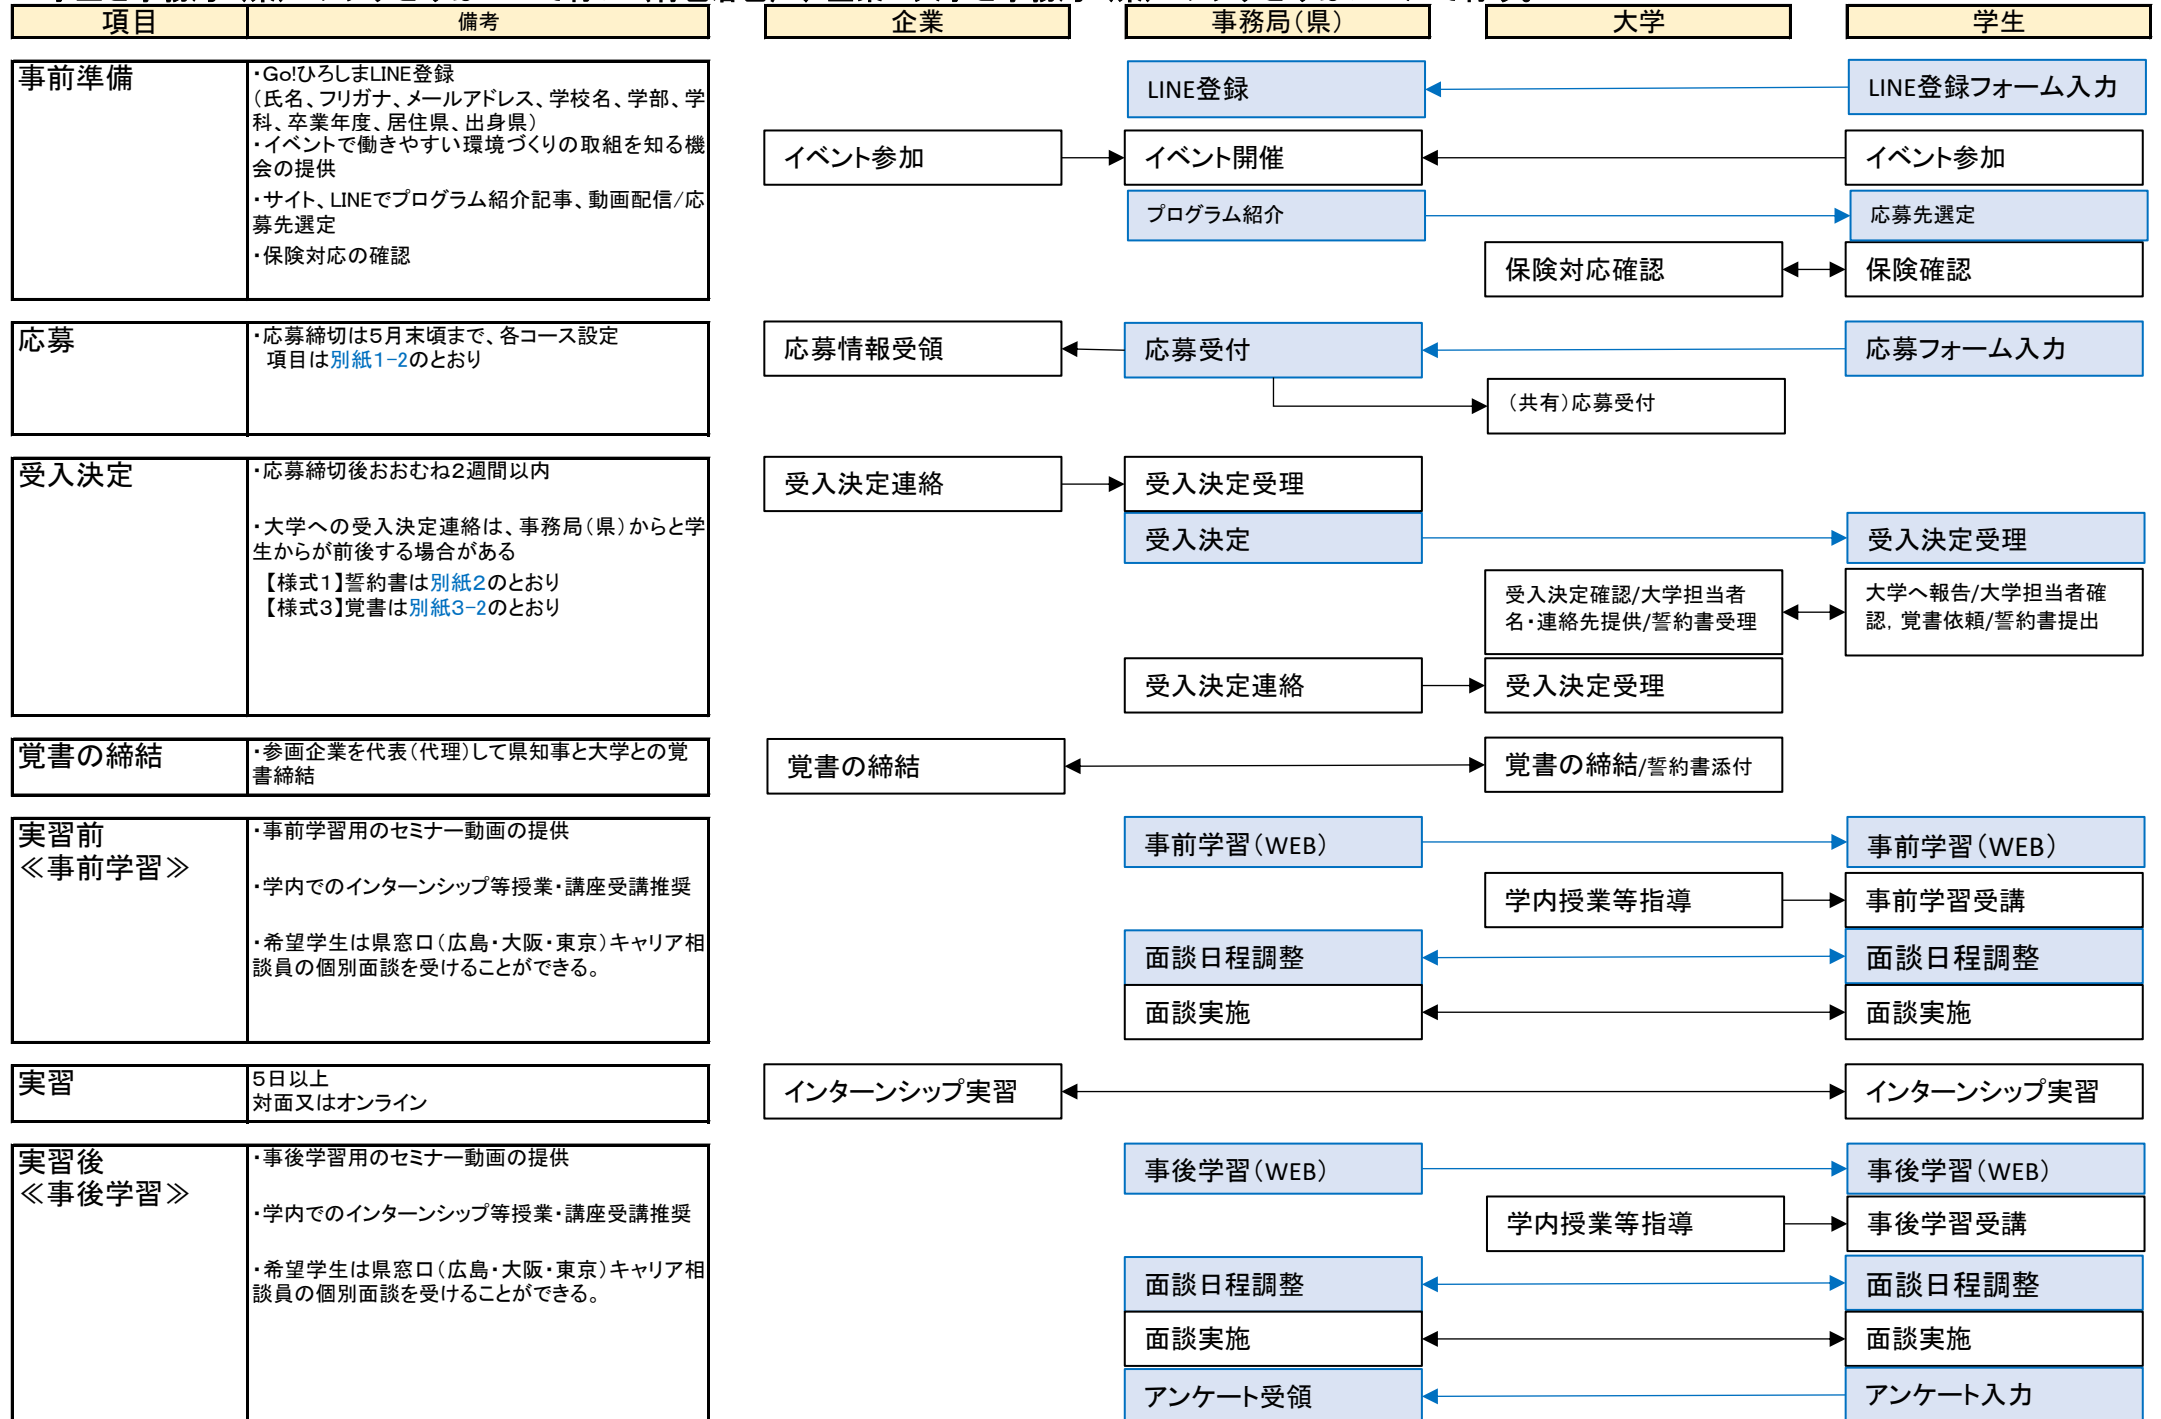 項目
備考
企業
事務局(県)
大学
学生
事前準備
・Go!ひろしまLINE登録
(氏名、フリガナ、メールアドレス、学校名、学部、学
科、卒業年度、居住県、出身県)
・イベントで働きやすい環境づくりの取組を知る機
会の提供
・サイト、LINEでプログラム紹介記事、動画配信/応
募先選定
・保険対応の確認
LINE登録
LINE登録フォーム入力
イベント参加
イベント開催
イベント参加
プログラム紹介
応募先選定
保険対応確認
保険確認
応募
・応募締切は5月末頃まで、各コース設定
項目は別紙1-2のとおり
応募情報受領
応募受付
応募フォーム入力
(共有)応募受付
受入決定
・応募締切後おおむね2週間以内
・大学への受入決定連絡は、事務局(県)からと学
生からが前後する場合がある
【様式1】誓約書は別紙2のとおり
【様式3】覚書は別紙3-2のとおり
受入決定連絡
受入決定受理
受入決定
受入決定受理
受入決定確認/大学担当者
名・連絡先提供/誓約書受理
大学へ報告/大学担当者確
認,覚書依頼/誓約書提出
受入決定連絡
受入決定受理
覚書の締結
・参画企業を代表(代理)して県知事と大学との覚
書締結
覚書の締結
覚書の締結/誓約書添付
実習前
≪事前学習≫
・事前学習用のセミナー動画の提供
・学内でのインターンシップ等授業・講座受講推奨
・希望学生は県窓口(広島・大阪・東京)キャリア相
談員の個別面談を受けることができる。
事前学習(WEB)
事前学習(WEB)
学内授業等指導
事前学習受講
面談日程調整
面談日程調整
面談実施
面談実施
実習
5日以上
対面又はオンライン
インターンシップ実習
インターンシップ実習
実習後
≪事後学習≫
・事後学習用のセミナー動画の提供
・学内でのインターンシップ等授業・講座受講推奨
・希望学生は県窓口(広島・大阪・東京)キャリア相
談員の個別面談を受けることができる。
事後学習(WEB)
事後学習(WEB)
学内授業等指導
事後学習受講
面談日程調整
面談日程調整
面談実施
面談実施
アンケート受領
アンケート入力